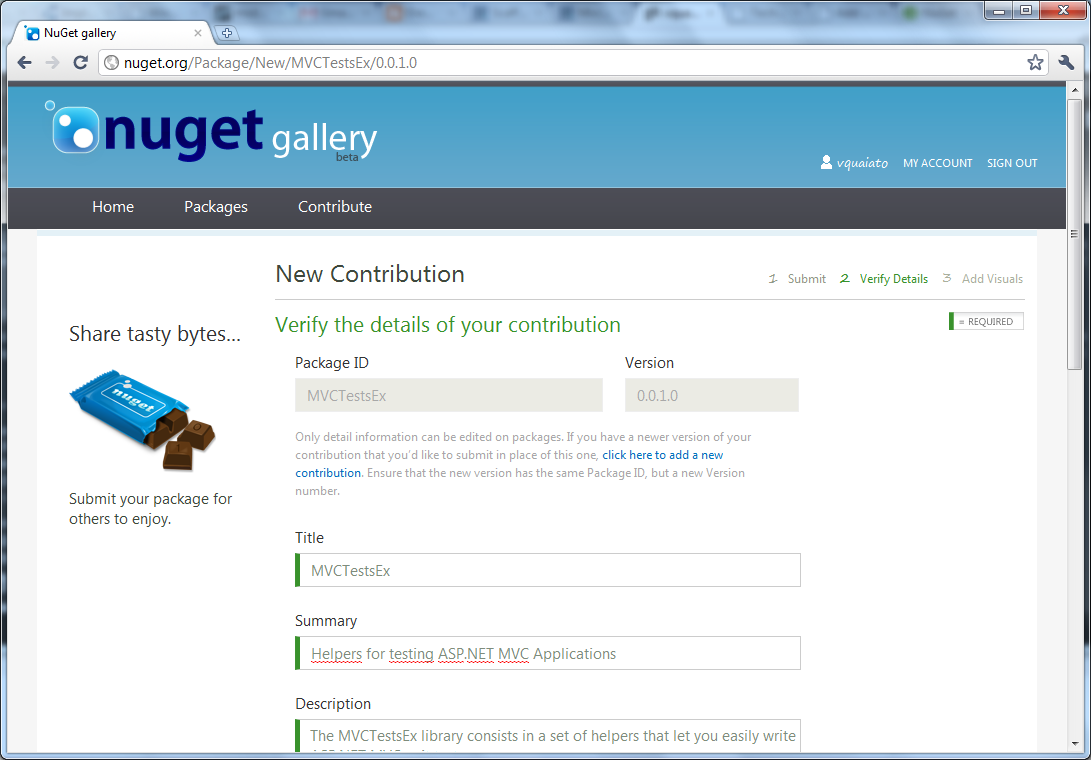 NuGet gallery
nuget.org/Package/New/MVCTestsEx/0.0.1.0
nuget gallery
beta
vquaiato MY ACCOUNT SIGN OUT
Home Packages Contribute
New Contribution
1 Submit 2 Verify Details 3 Add Visuals
Share tasty bytes...
nuget
Submit your package for
others to enjoy.
Verify the details of your contribution
= REQUIRED
Package ID Version
MVCTestsEx 0.0.1.0
Only detail information can be edited on packages. If you have a newer version of your
contribution that you'd like to submit in place of this one, click here to add a new
contribution. Ensure that the new version has the same Package ID, but a new Version
number.
Title
MVCTestsEx
Summary
Helpers for testing ASP.NET MVC Applications
Description
The MVCTestsEx library consists in a set of helpers that let you easily write